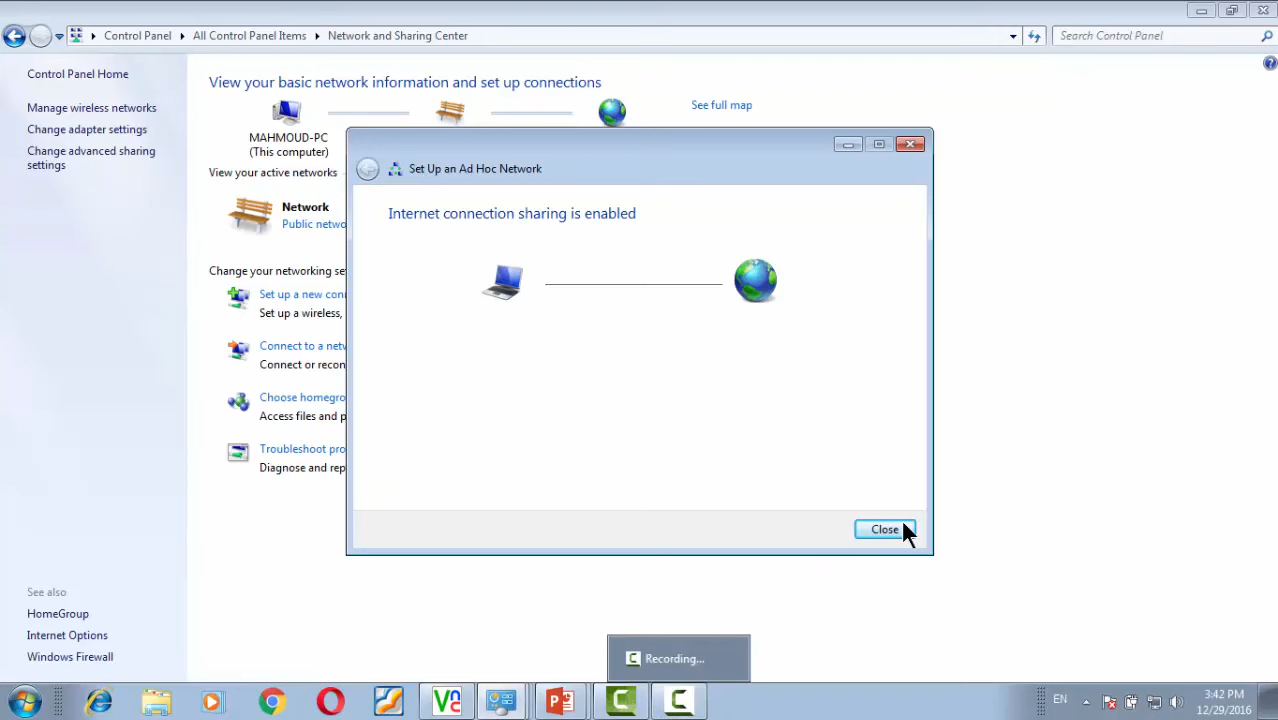 Control Panel
All Control Panel Items
Network and Sharing Center
Search Control Panel
Control Panel Home
Manage wireless networks
Change adapter settings
Change advanced sharing
settings
See also
HomeGroup
Internet Options
Windows Firewall
View your basic network information and set up connections
See full map
MAHMOUD-PC
(This computer)
View your active networks
Network
Public netwo
Change your networking se
Set up a new con
Set up a wireless,
Connect to a netw
Connect or recon
Choose homegro
Access files and p
Troubleshoot pro
Diagnose and rep
Set Up an Ad Hoc Network
Internet connection sharing is enabled
Close
Recording...
EN
3:42 PM
12/29/2016